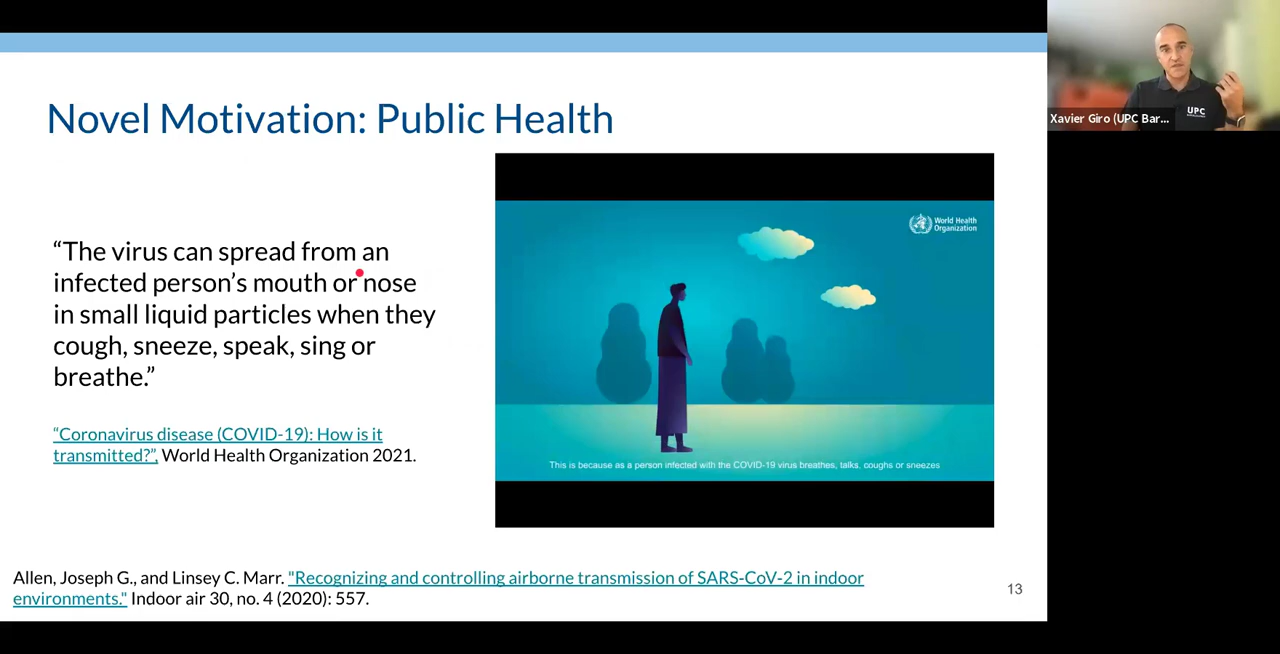 Novel Motivation: Public Health
“The virus can spread from an
infected person’s mouth or nose
in small liquid particles when they
cough, sneeze, speak, sing or
breathe.”
“Coronavirus disease (COVID-19): How is it
transmitted?”, World Health Organization 2021.
World Health
Organization
This is because as a person infected with the COVID-19 virus breathes, talks, coughs or sneezes
Allen, Joseph G., and Linsey C. Marr. "Recognizing and controlling airborne transmission of SARS-CoV-2 in indoor
environments." Indoor air 30, no. 4 (2020): 557.
13
UPC
Xavier Giro (UPC Bar...